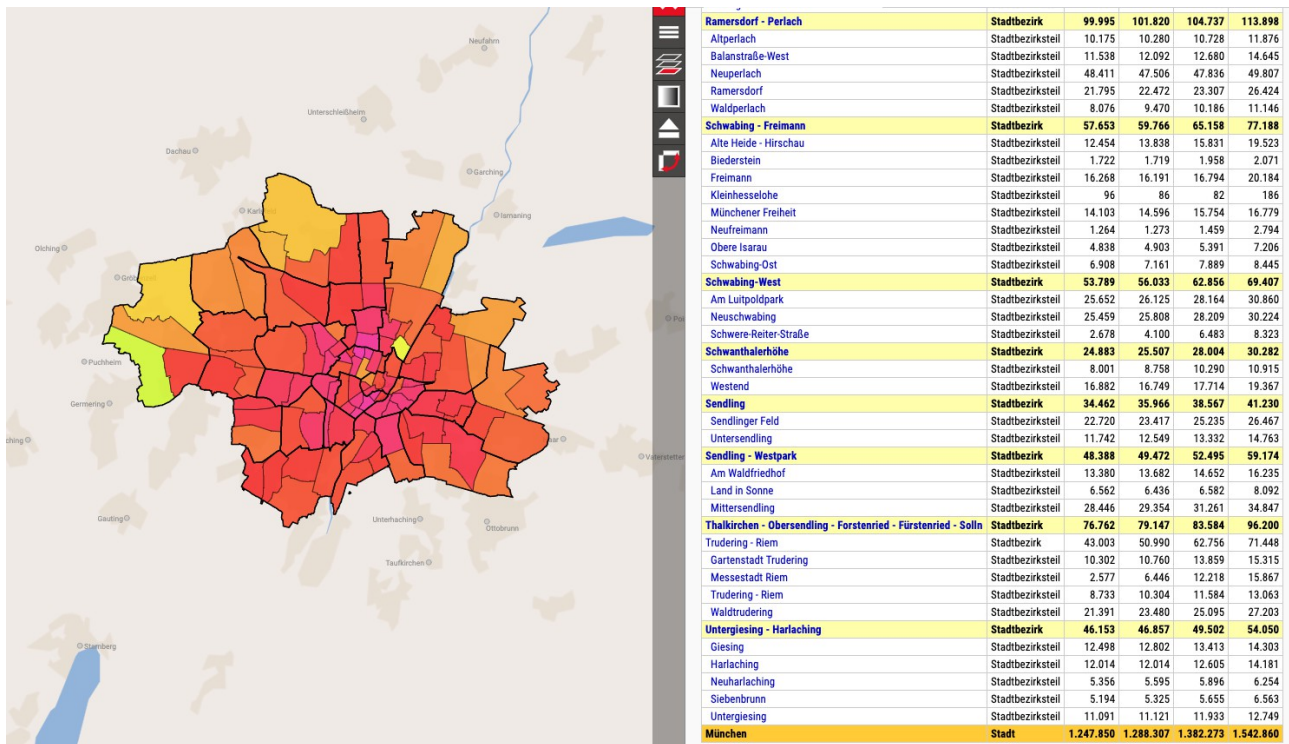 Neufahrn
Unterschleißheim
Dachau
Garching
Ismaning
Olching
Puchheim
Germering
Vaterstetten
Gauting
Unterhaching
Ottobrunn
Taufkirchen
Starnberg
Ramersdorf - Perlach Stadtbezirk 99.995 101.820 104.737 113.898
Altperlach Stadtbezirksteil 10.175 10.280 10.728 11.876
Balanstraße-West Stadtbezirksteil 11.538 12.092 12.680 14.645
Neuperlach Stadtbezirksteil 48.411 47.506 47.836 49.807
Ramersdorf Stadtbezirksteil 21.795 22.472 23.307 26.424
Waldperlach Stadtbezirksteil 8.076 9.470 10.186 11.146
Schwabing - Freimann Stadtbezirk 57.653 59.766 65.158 77.188
Alte Heide - Hirschau Stadtbezirksteil 12.454 13.838 15.831 19.523
Biederstein Stadtbezirksteil 1.722 1.719 1.958 2.071
Freimann Stadtbezirksteil 16.268 16.191 16.794 20.184
Kleinhesselohe Stadtbezirksteil 96 86 82 186
Münchener Freiheit Stadtbezirksteil 14.103 14.596 15.754 16.779
Neufreimann Stadtbezirksteil 1.264 1.273 1.459 2.794
Obere Isarau Stadtbezirksteil 4.838 4.903 5.391 7.206
Schwabing-Ost Stadtbezirksteil 6.908 7.161 7.889 8.445
Schwabing-West Stadtbezirk 53.789 56.033 62.856 69.407
Am Luitpoldpark Stadtbezirksteil 25.652 26.125 28.164 30.860
Neuschwabing Stadtbezirksteil 25.459 25.808 28.209 30.224
Schwere-Reiter-Straße Stadtbezirksteil 2.678 4.100 6.483 8.323
Schwanthalerhöhe Stadtbezirk 24.883 25.507 28.004 30.282
Schwanthalerhöhe Stadtbezirksteil 8.001 8.758 10.290 10.915
Westend Stadtbezirksteil 16.882 16.749 17.714 19.367
Sendling Stadtbezirk 34.462 35.966 38.567 41.230
Sendlinger Feld Stadtbezirksteil 22.720 23.417 25.235 26.467
Untersendling Stadtbezirksteil 11.742 12.549 13.332 14.763
Sendling - Westpark Stadtbezirk 48.388 49.472 52.495 59.174
Am Waldfriedhof Stadtbezirksteil 13.380 13.682 14.652 16.235
Land in Sonne Stadtbezirksteil 6.562 6.436 6.582 8.092
Mittersendling Stadtbezirksteil 28.446 29.354 31.261 34.847
Thalkirchen - Obersendling - Forstenried - Fürstenried - Solln Stadtbezirk 76.762 79.147 83.584 96.200
Trudering - Riem Stadtbezirk 43.003 50.990 62.756 71.448
Gartenstadt Trudering Stadtbezirksteil 10.302 10.760 13.859 15.315
Messestadt Riem Stadtbezirksteil 2.577 6.446 12.218 15.867
Trudering - Riem Stadtbezirksteil 8.733 10.304 11.584 13.063
Waldtrudering Stadtbezirksteil 21.391 23.480 25.095 27.203
Untergiesing - Harlaching Stadtbezirk 46.153 46.857 49.502 54.050
Giesing Stadtbezirksteil 12.498 12.802 13.413 14.303
Harlaching Stadtbezirksteil 12.014 12.014 12.605 14.181
Neuharlaching Stadtbezirksteil 5.356 5.595 5.896 6.254
Siebenbrunn Stadtbezirksteil 5.194 5.325 5.655 6.563
Untergiesing Stadtbezirksteil 11.091 11.121 11.933 12.749
München Stadt 1.247.850 1.288.307 1.382.273 1.542.860